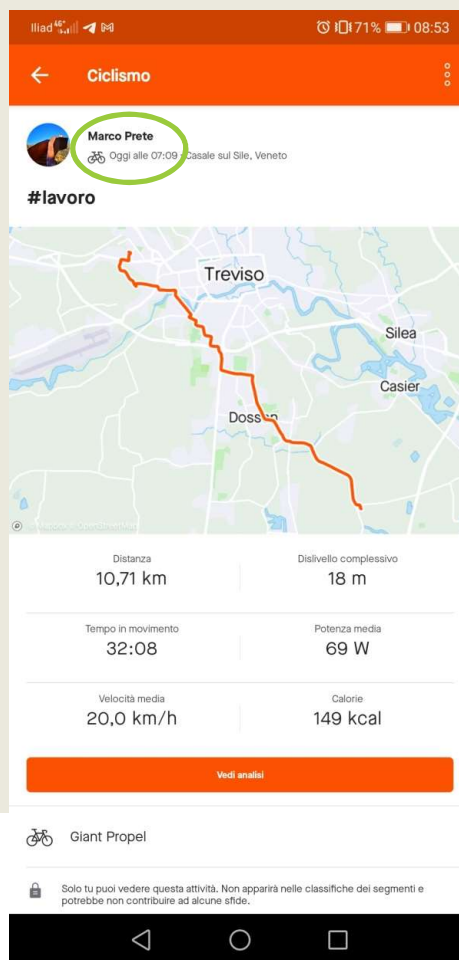 Iliad 71% 08:53
Ciclismo
Marco Prete
Oggi alle 07:09 · Casale sul Sile, Veneto
#lavoro
Treviso
Silea
Casier
Distanza
10,71 km
Dislivello complessivo
18 m
Tempo in movimento
32:08
Potenza media
69 W
Velocità media
20,0 km/h
Calorie
149 kcal
Vedi analisi
Giant Propel
Solo tu puoi vedere questa attività. Non apparirà nelle classifiche dei segmenti e
potrebbe non contribuire ad alcune sfide.